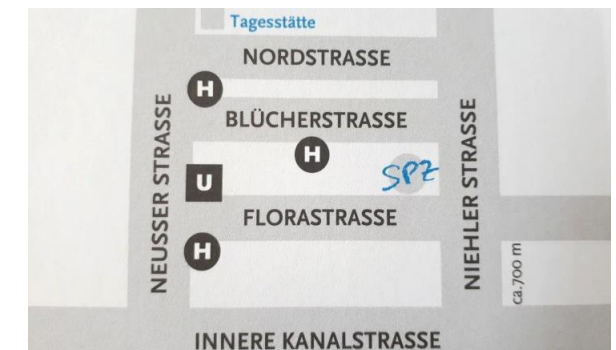 Tagesstätte
NORDSTRASSE
H
BLÜCHERSTRASSE
H
SPZ
U
FLORASTRASSE
H
NEUSSER STRASSE
NIEHLER STRASSE
ca.700 m
INNERE KANALSTRASSE